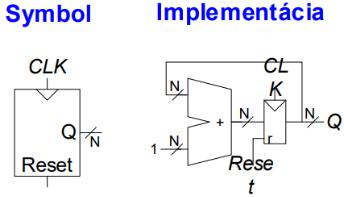 Symbol
Implementácia
CLK
Q
N
Reset
N
1
N
+
N
CL
K
r
Rese
t
N
Q